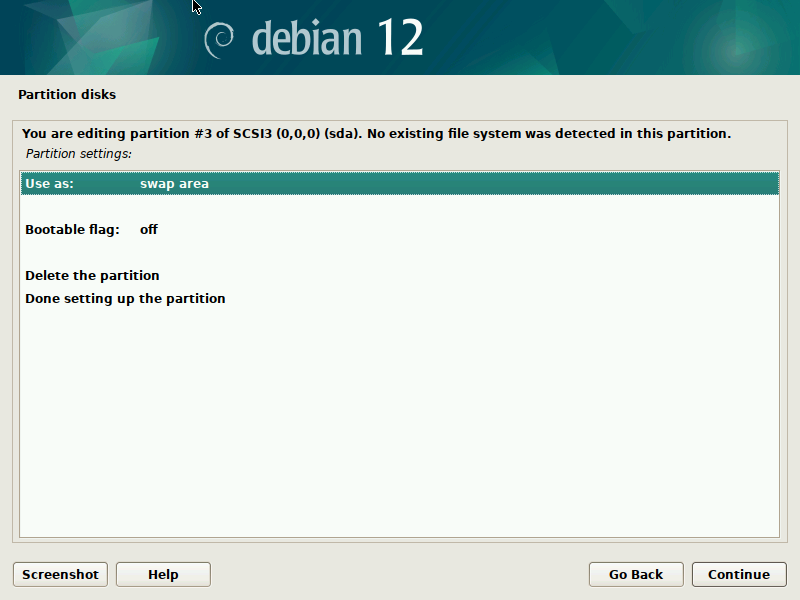 debian 12
Partition disks
You are editing partition #3 of SCSI3 (0,0,0) (sda). No existing file system was detected in this partition.
Partition settings:
Use as: swap area
Bootable flag: off
Delete the partition
Done setting up the partition
Screenshot Help Go Back Continue